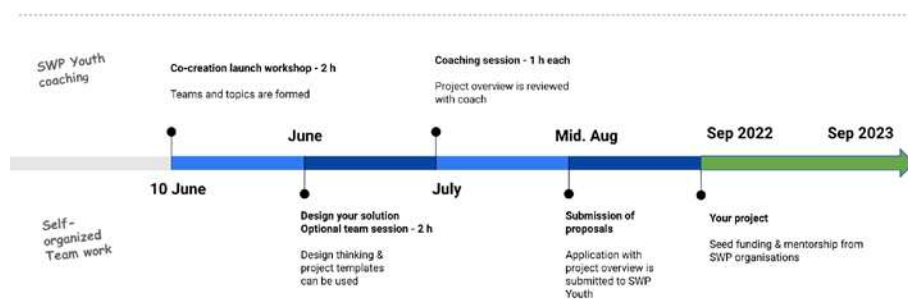 SWP Youth
coaching
Co-creation launch workshop - 2 h
Teams and topics are formed
Coaching session - 1 h each
Project overview is reviewed
with coach
June
Mid. Aug
Sep 2022
Sep 2023
10 June
July
Self-
organized
Team work
Design your solution
Optional team session - 2 h
Design thinking &
project templates
can be used
Submission of
proposals
Application with
project overview is
submitted to SWP
Youth
Your project
Seed funding & mentorship from
SWP organisations